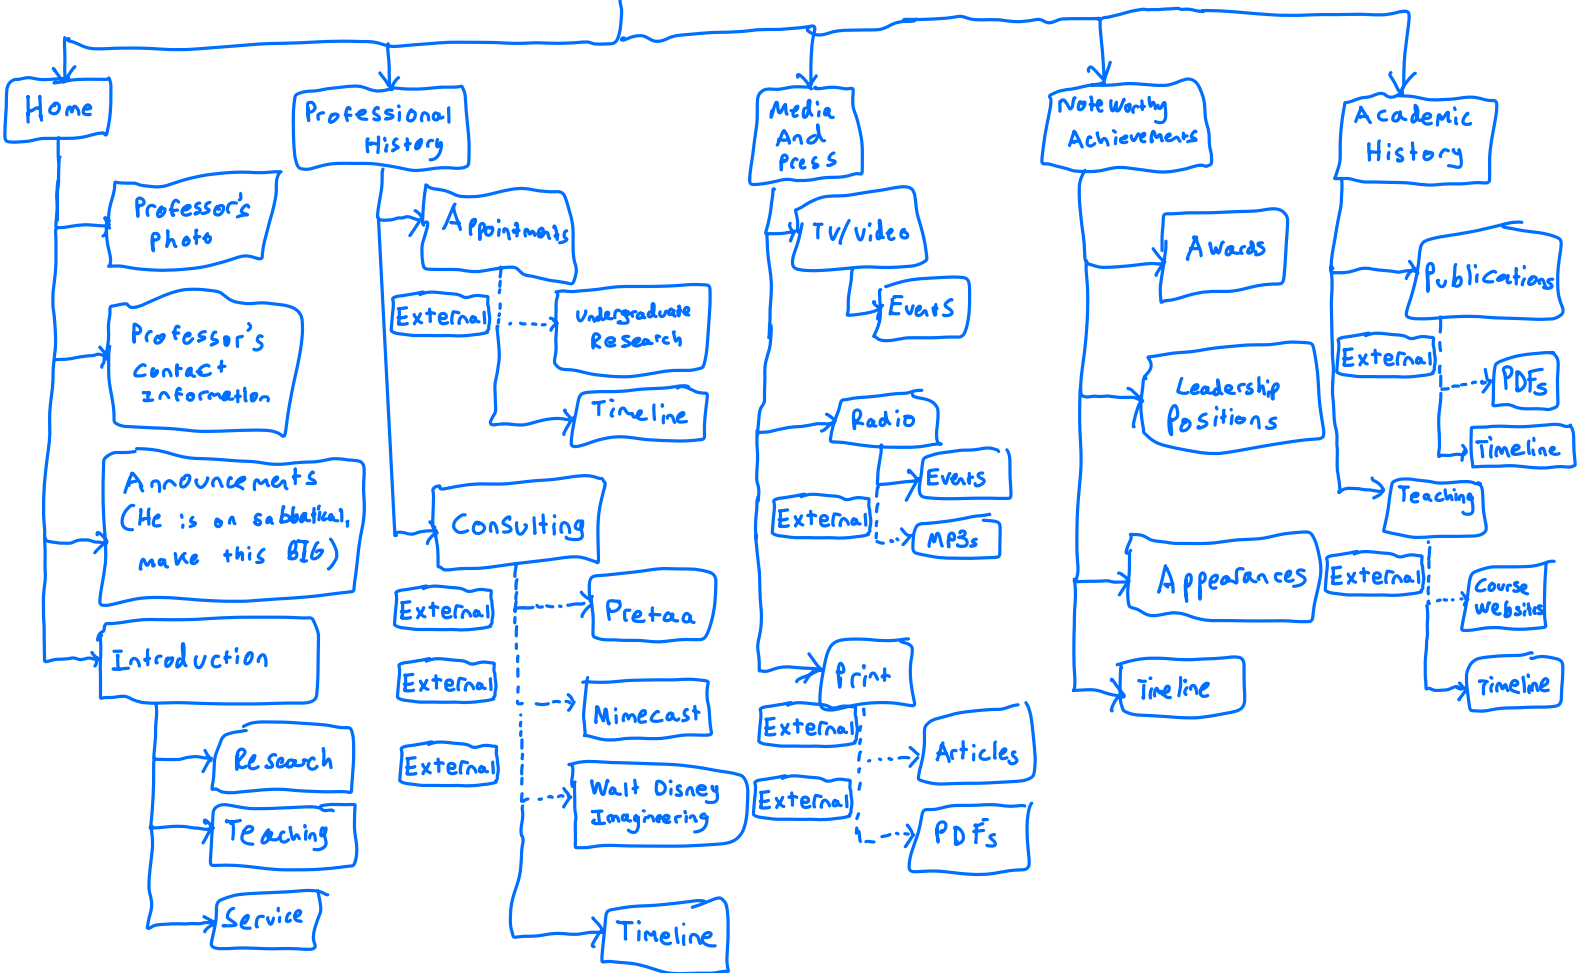 Home
Professor's
Photo
Professor's
Contact
Information
Announcements
(He is on sabbatical,
make this BIG)
Introduction
Research
Teaching
Service
Professional
History
Appointments
External
Undergraduate
Research
Timeline
Consulting
External
Pretaa
External
Mimecast
External
Walt Disney
Imagineering
Timeline
Media
And
Press
TV/video
Events
Radio
Events
External
MP3s
Print
External
Articles
External
PDFs
Noteworthy
Achievements
Awards
Leadership
Positions
Appearances
Timeline
Academic
History
Publications
External
PDFs
Timeline
Teaching
External
Course
Websites
Timeline